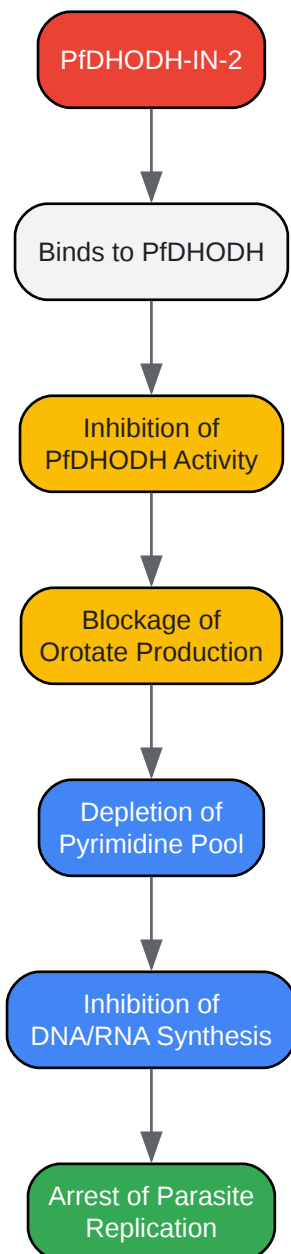 PfDHODH-IN-2
Binds to PfDHODH
Inhibition of
PfDHODH Activity
Blockage of
Orotate Production
Depletion of
Pyrimidine Pool
Inhibition of
DNA/RNA Synthesis
Arrest of Parasite
Replication